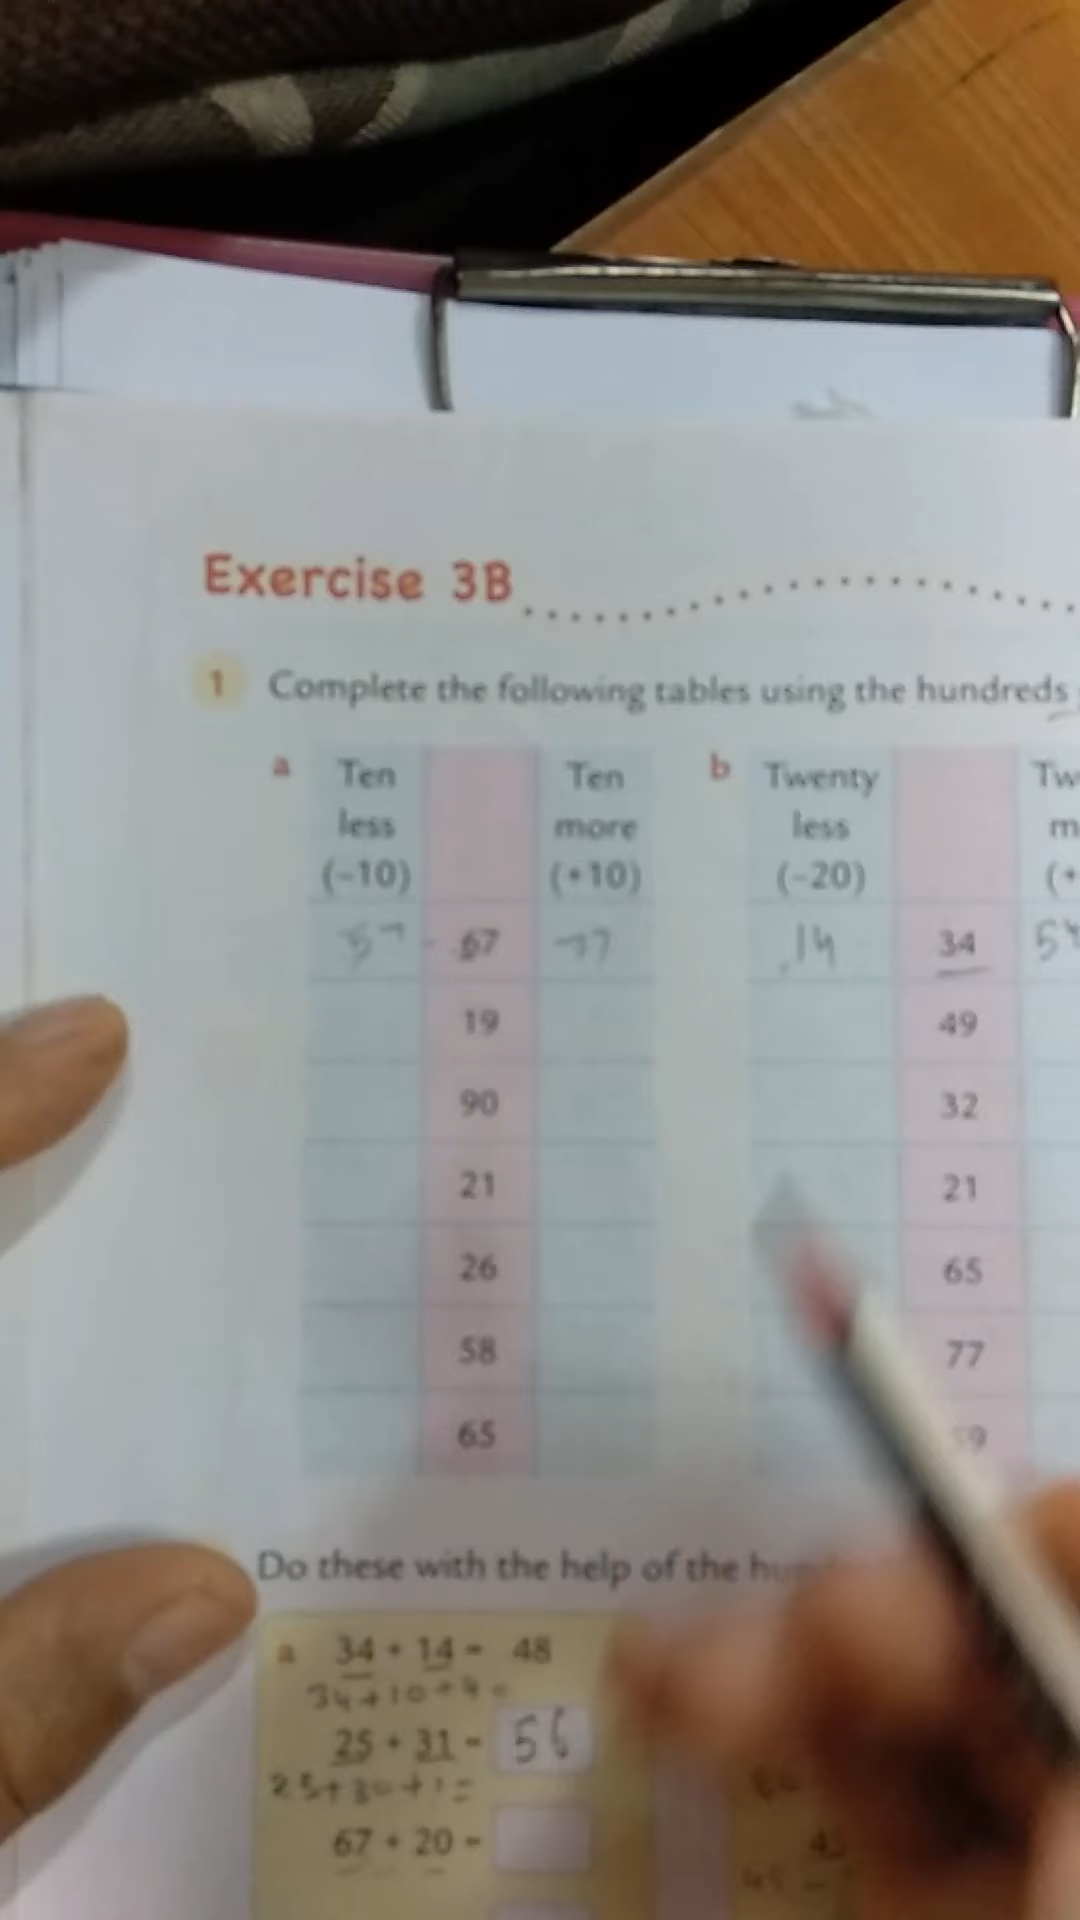 Exercise 3B
1 Complete the following tables using the hundreds
a Ten less (-10) Ten more (+10)
57 67 77
19
90
21
26
58
65
b Twenty less (-20)
14 34 54
49
32
21
65
77
Do these with the help of the
a 34 + 14 = 48
34+10+4=
25 + 31 = 56
25+30+1=
67 + 20 =